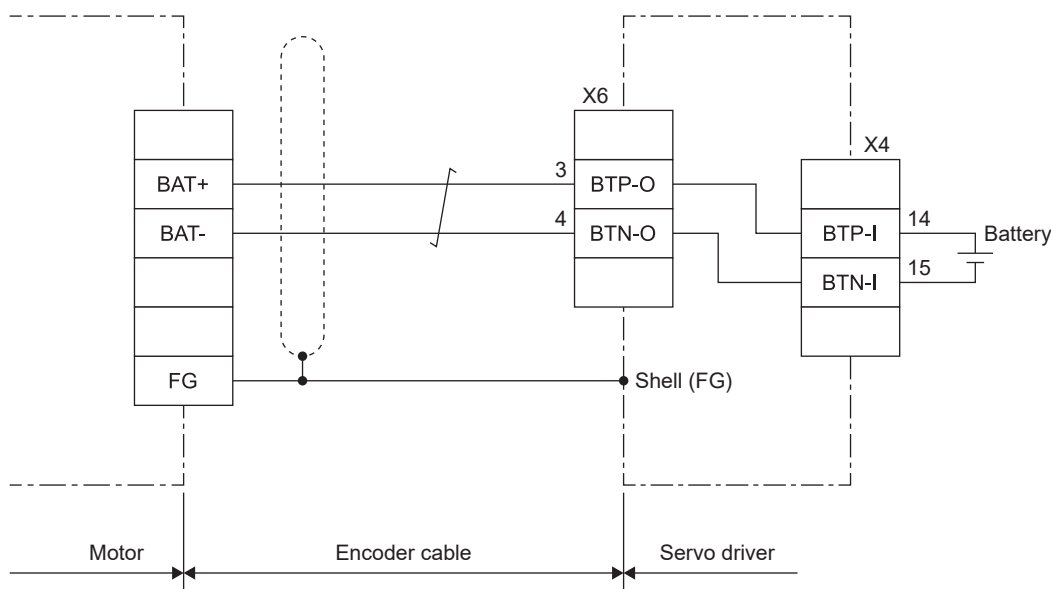 X6
X4
BAT+
3
BTP-O
BAT-
4
BTN-O
BTP-I
14
Battery
BTN-I
15
FG
Shell (FG)
Motor
Encoder cable
Servo driver